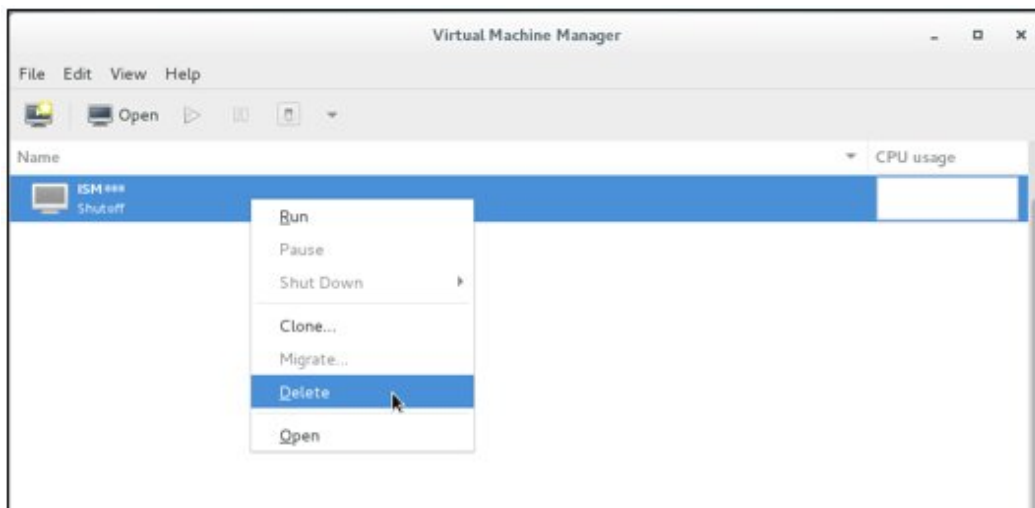 Virtual Machine Manager
File Edit View Help
Open
Name CPU usage
ISM***
Shutoff
Run
Pause
Shut Down
Clone...
Migrate...
Delete
Open